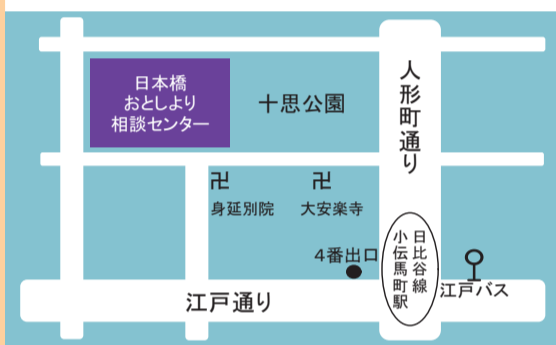 日本橋
おとしより
相談センター
十思公園
人形町通り
卍
身延別院
卍
大安楽寺
4番出口
日比谷線
小伝馬町駅
江戸バス
江戸通り